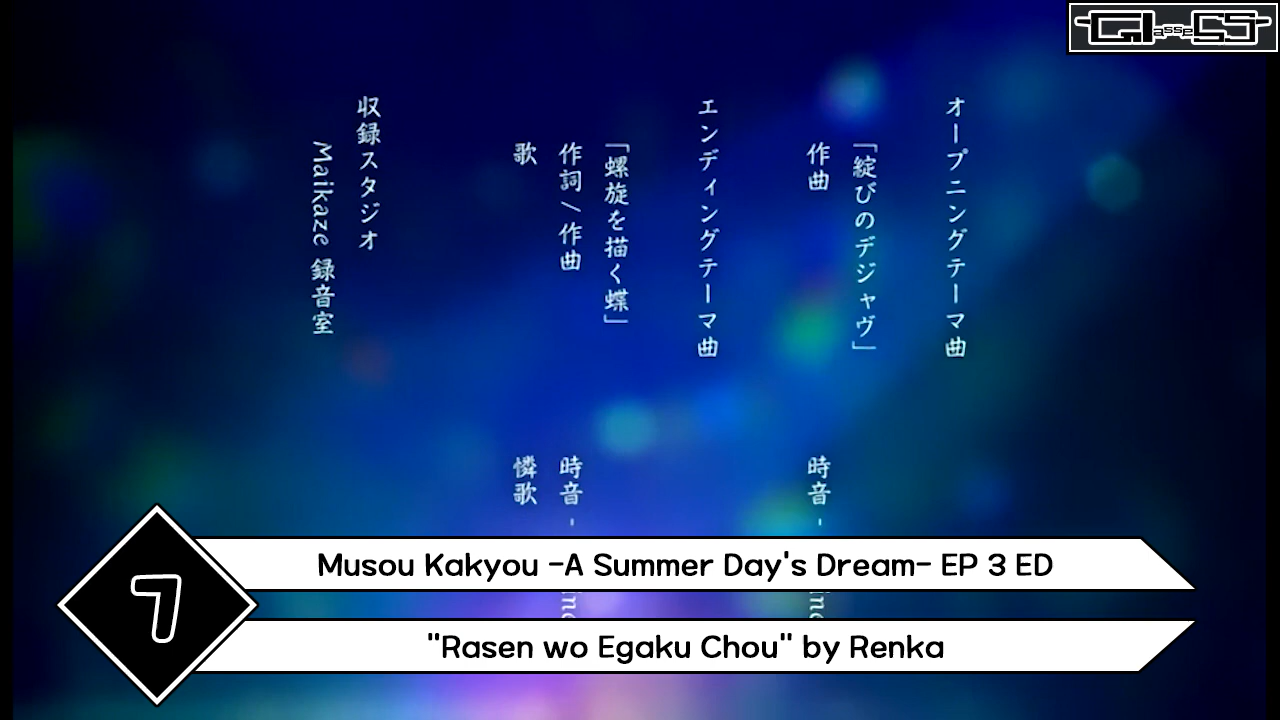 Glasses
オープニングテーマ曲
「綻びのデジャヴ」
作曲 時音 -
エンディングテーマ曲
「螺旋を描く蝶」
作詞/作曲 時音 -
歌 憐歌
収録スタジオ
Maikaze 録音室
7
Musou Kakyou -A Summer Day's Dream- EP 3 ED
"Rasen wo Egaku Chou" by Renka